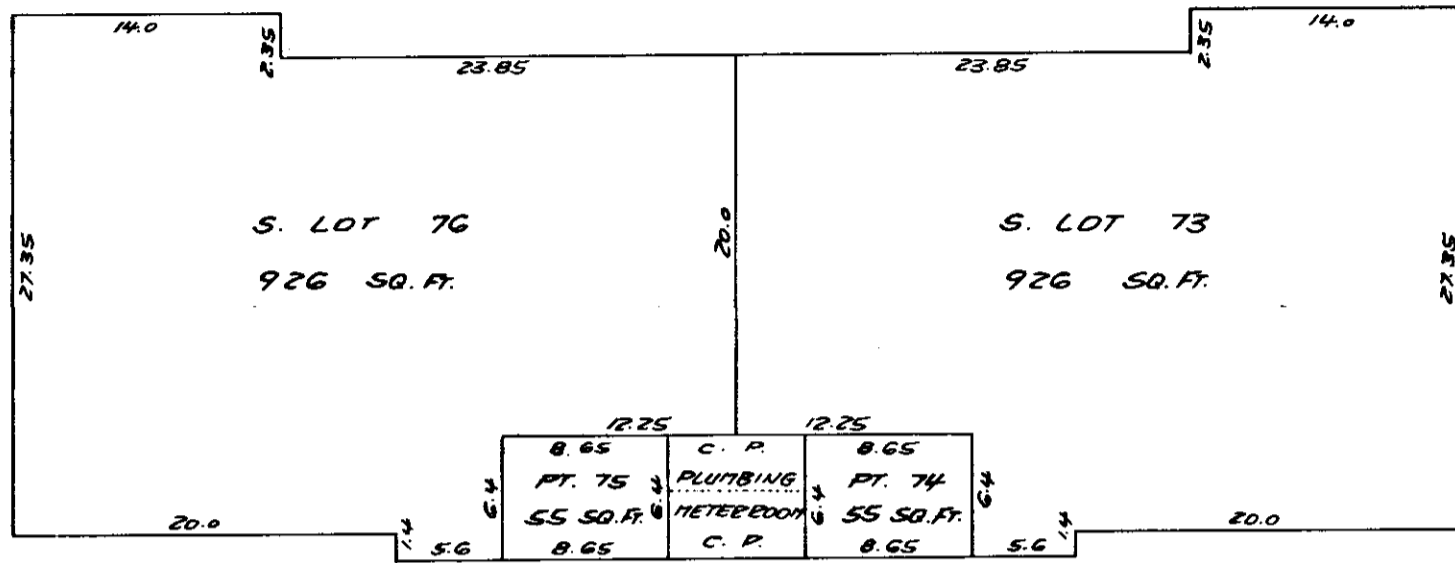 14.0
14.0
2.35
2.35
23.85
23.85
S. LOT 76
S. LOT 73
20.0
27.35
27.35
926 SQ. FT.
926 SQ. FT.
12.25
12.25
8.65
C. P.
8.65
PT. 75
PLUMBING
PT. 74
6.4
6.4
6.4
6.4
55 SQ. FT.
METER ROOM
55 SQ. FT.
20.0
20.0
1.4
1.4
5.6
8.65
C. P.
8.65
5.6